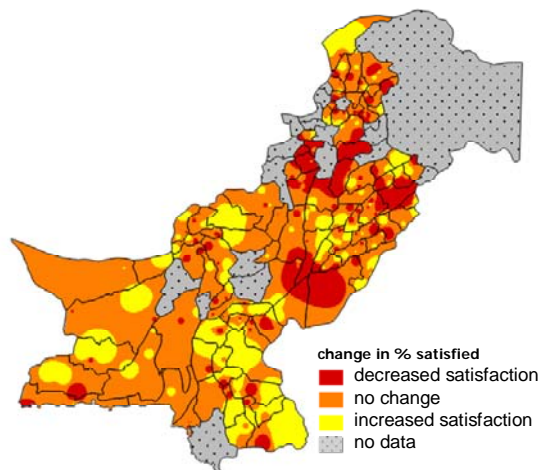 change in % satisfied
decreased satisfaction
no change
increased satisfaction
no data